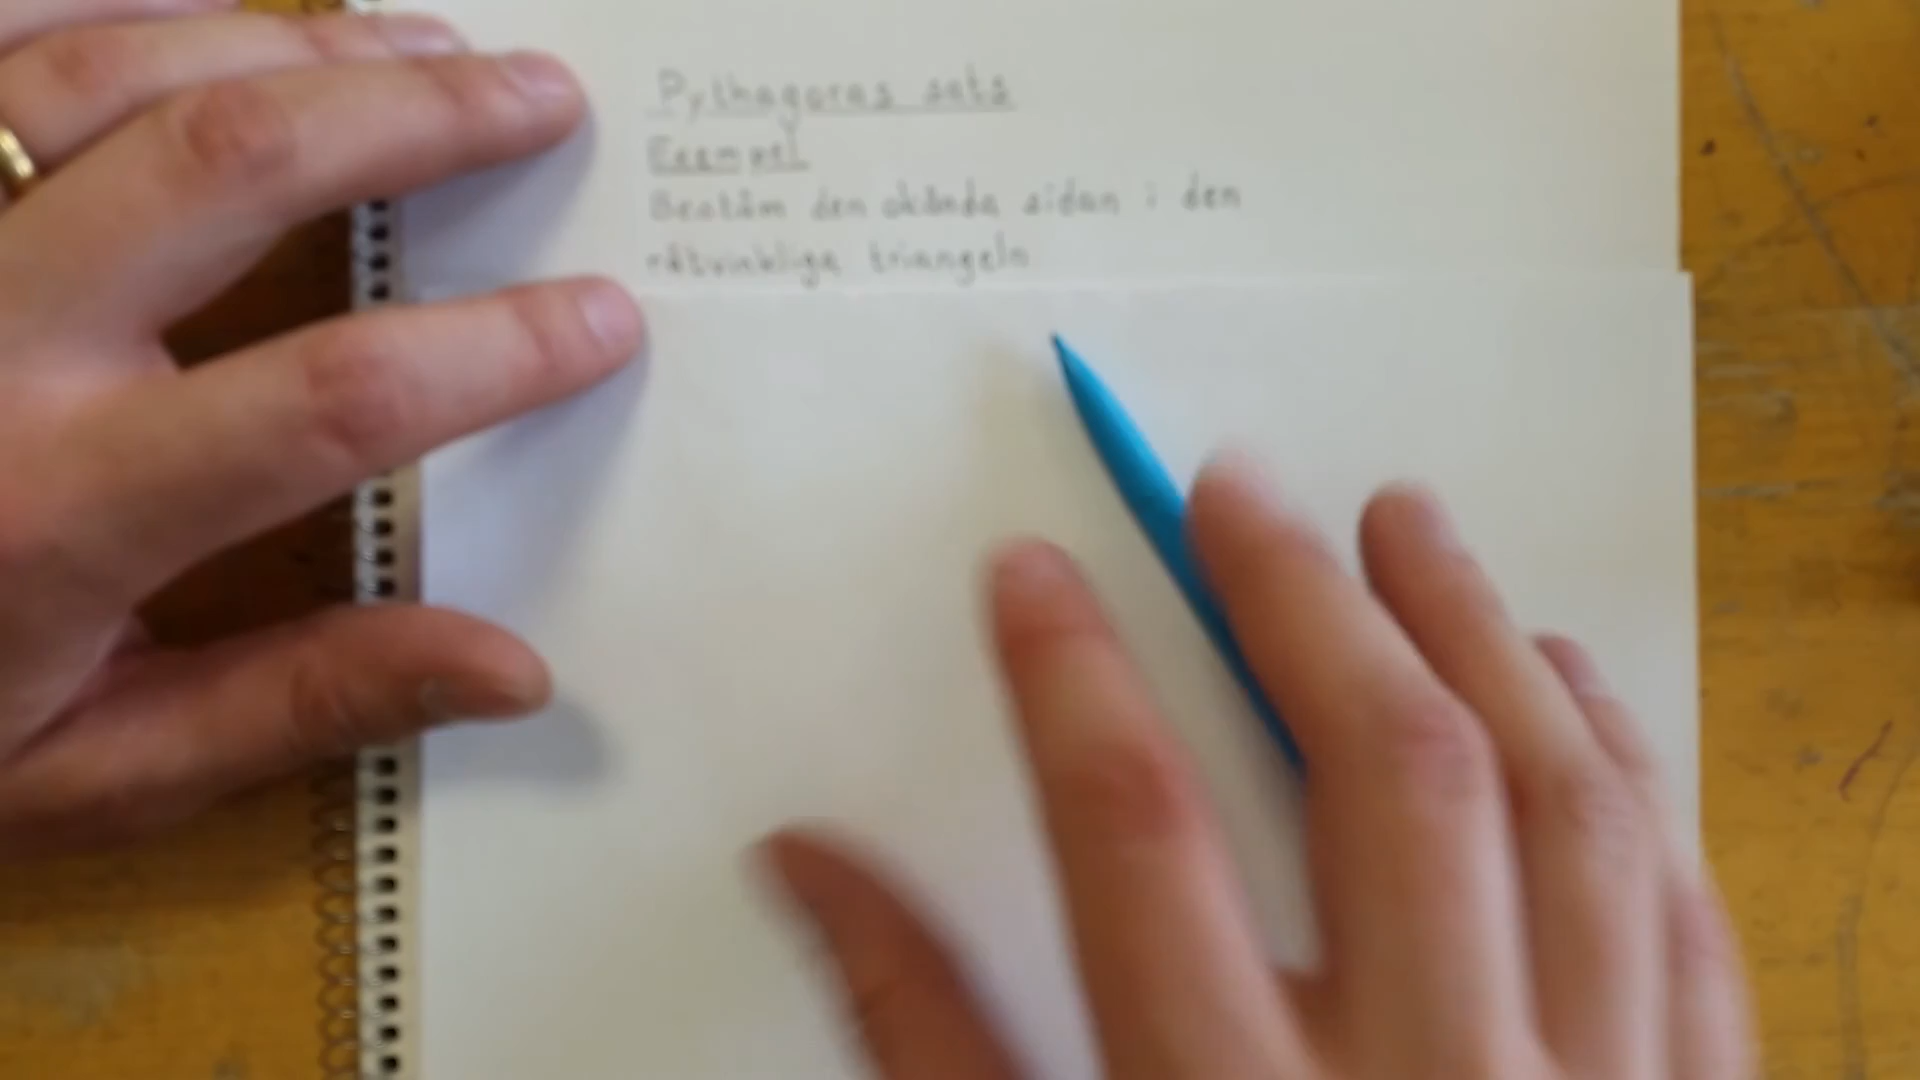 Pythagoras sats
Exempel
Bestäm den okända sidan i den
rätvinkliga triangeln